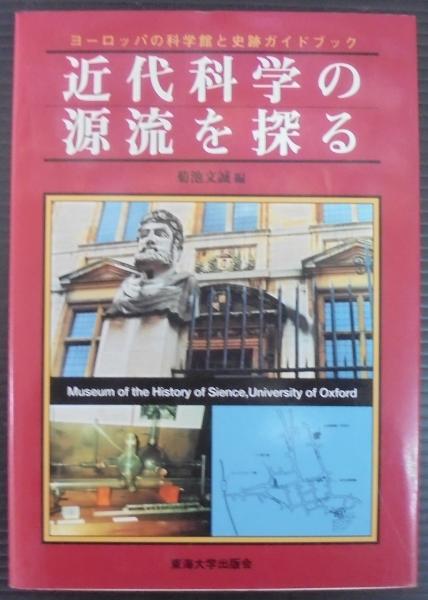 ヨーロッパの科学館と史跡ガイドブック
近代科学の
源流を探る
菊池文誠 編
Museum of the History of Sience,University of Oxford
東海大学出版会